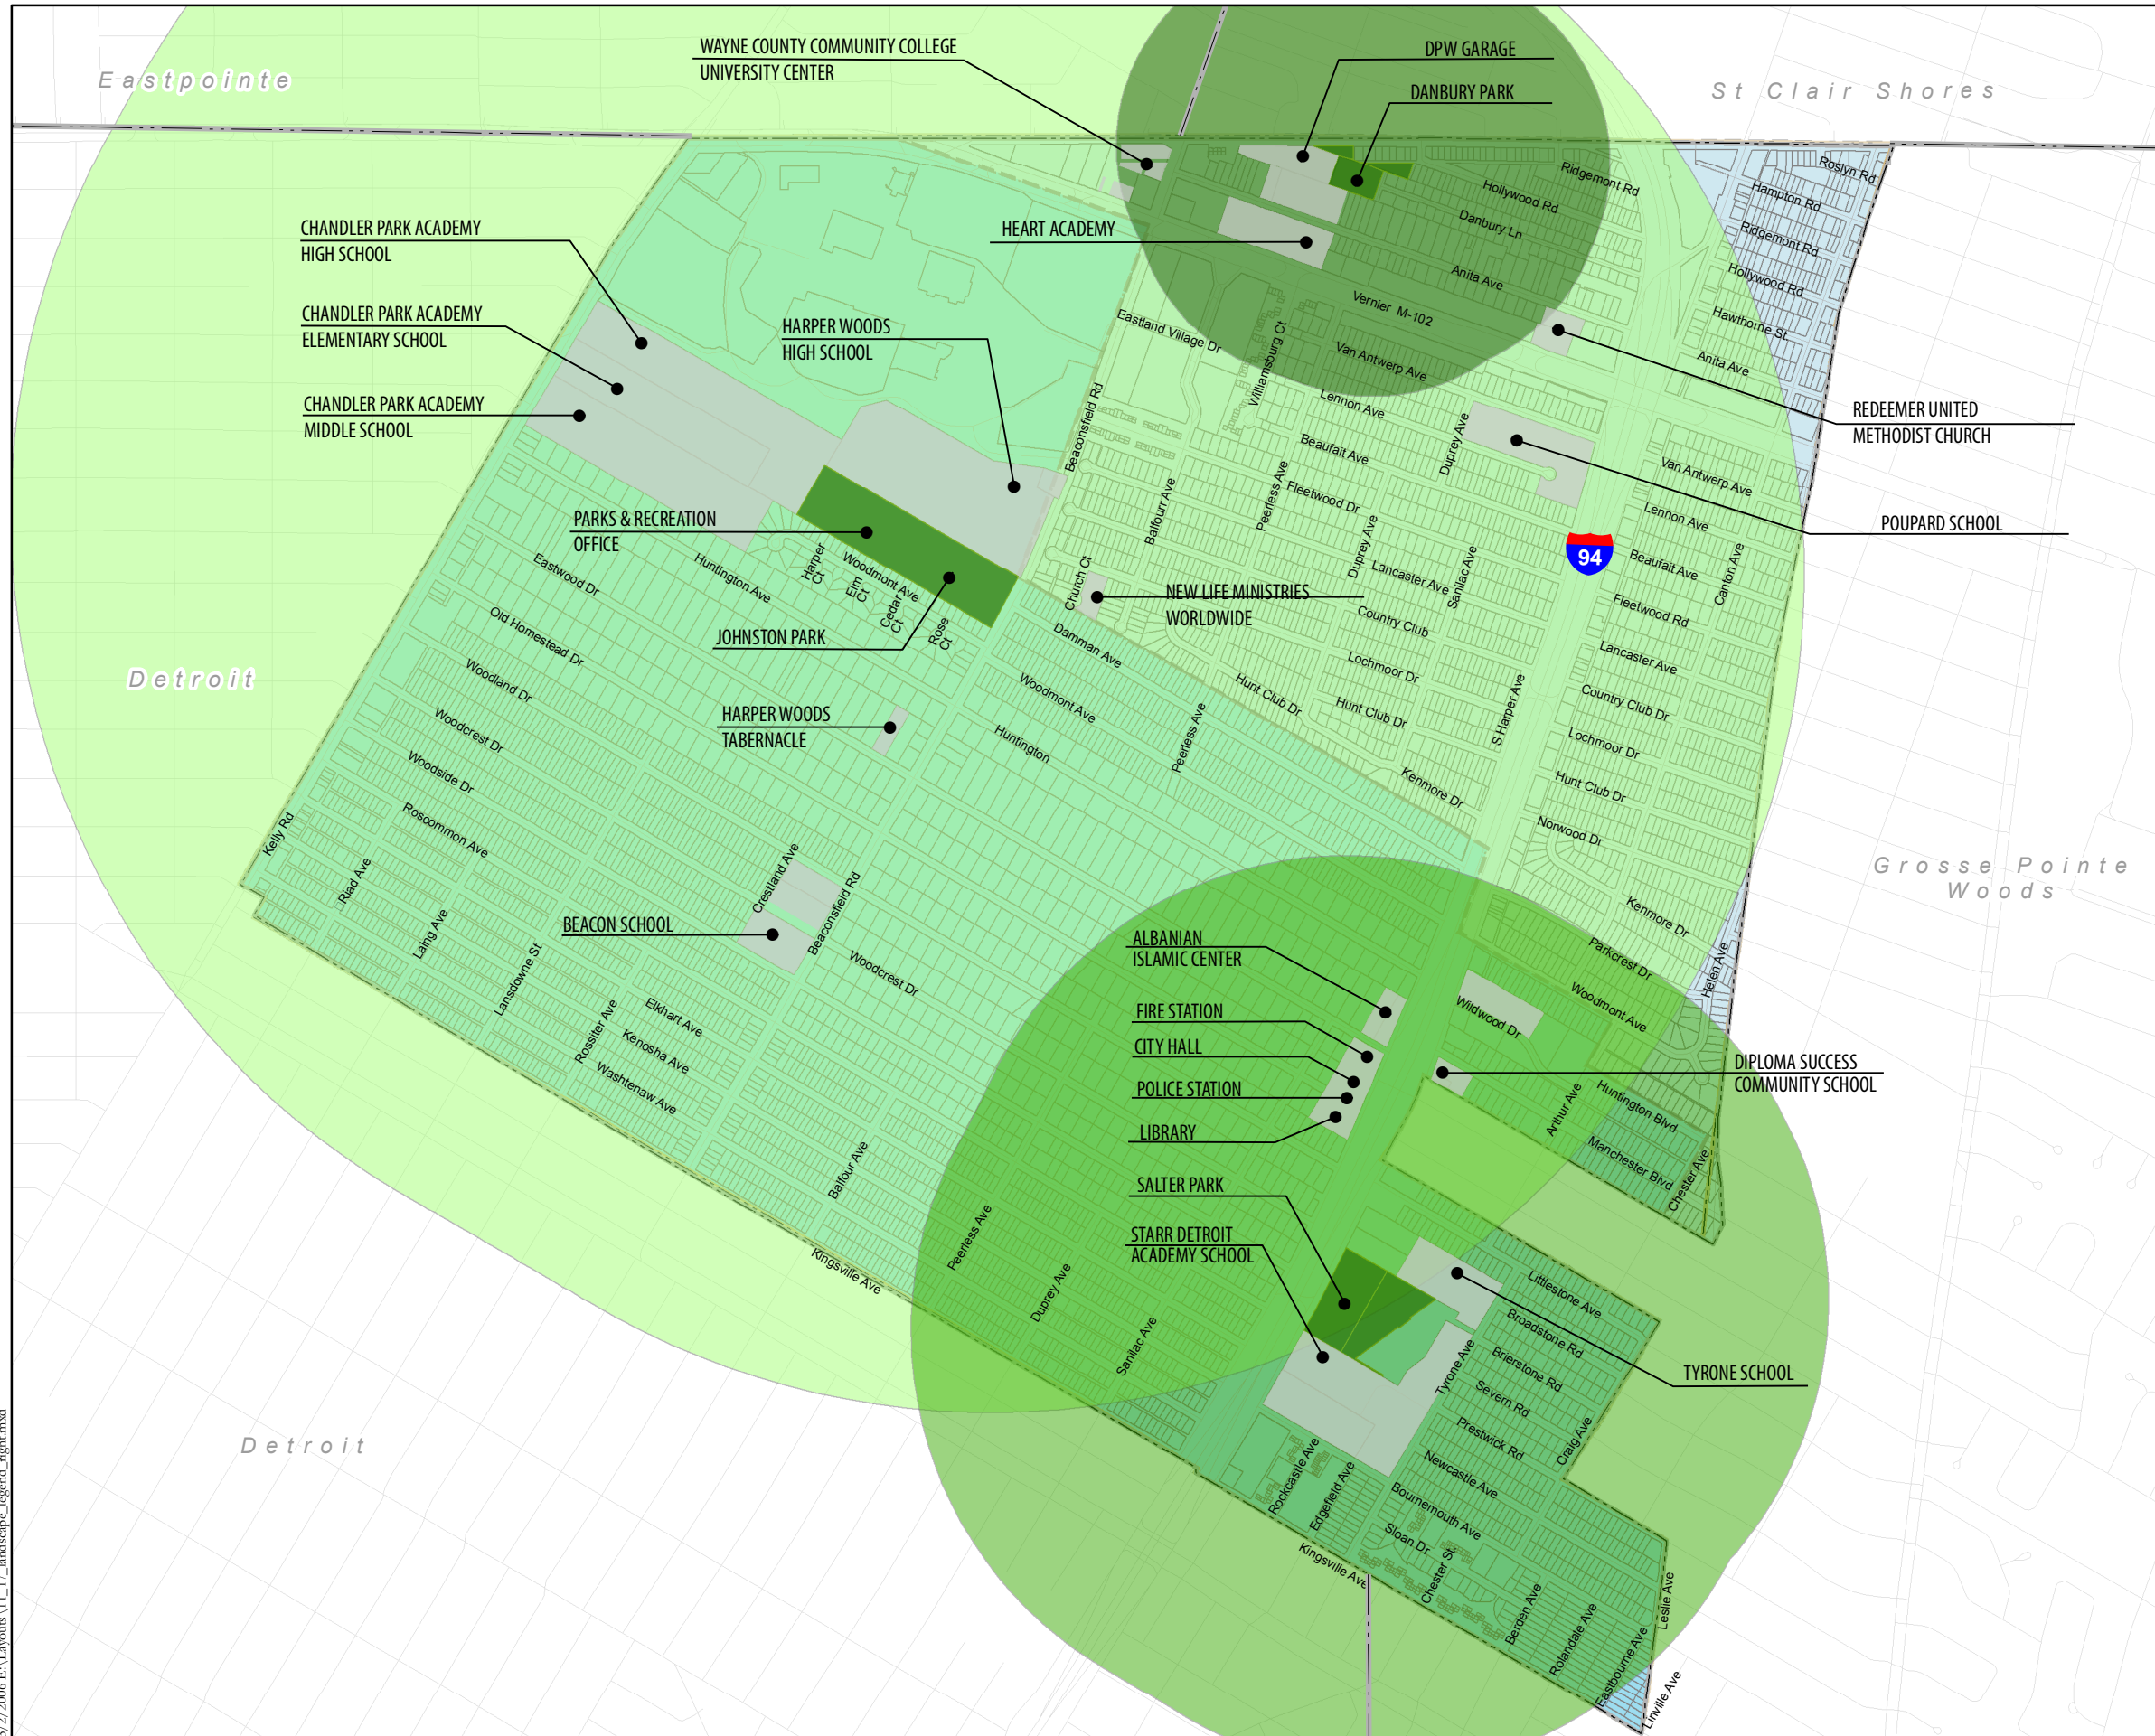 WAYNE COUNTY COMMUNITY COLLEGE
UNIVERSITY CENTER
DPW GARAGE
DANBURY PARK
Eastpointe
St Clair Shores
CHANDLER PARK ACADEMY
HIGH SCHOOL
HEART ACADEMY
CHANDLER PARK ACADEMY
ELEMENTARY SCHOOL
HARPER WOODS
HIGH SCHOOL
CHANDLER PARK ACADEMY
MIDDLE SCHOOL
REDEEMER UNITED
METHODIST CHURCH
PARKS & RECREATION
OFFICE
POUPARD SCHOOL
NEW LIFE MINISTRIES
WORLDWIDE
JOHNSTON PARK
Detroit
HARPER WOODS
TABERNACLE
Grosse Pointe
Woods
BEACON SCHOOL
ALBANIAN
ISLAMIC CENTER
FIRE STATION
CITY HALL
POLICE STATION
LIBRARY
DIPLOMA SUCCESS
COMMUNITY SCHOOL
SALTER PARK
STARR DETROIT
ACADEMY SCHOOL
TYRONE SCHOOL
Detroit
94
Roslyn Rd
Hampton Rd
Ridgemont Rd
Hollywood Rd
Hawthorne St
Anita Ave
Ridgemont Rd
Hollywood Rd
Danbury Ln
Anita Ave
Vernier M-102
Van Antwerp Ave
Lennon Ave
Beaufait Ave
Fleetwood Dr
Lancaster Ave
Country Club
Lochmoor Dr
Hunt Club Dr
Hunt Club Dr
Kenmore Dr
Eastland Village Dr
Williamsburg Ct
Beaconsfield Rd
Balfour Ave
Peerless Ave
Duprey Ave
Duprey Ave
Sanilac Ave
S Harper Ave
Church Ct
Van Antwerp Ave
Lennon Ave
Beaufait Ave
Canton Ave
Fleetwood Rd
Lancaster Ave
Country Club Dr
Lochmoor Dr
Hunt Club Dr
Norwood Dr
Kenmore Dr
Parkcrest Dr
Woodmont Ave
Helen Ave
Wildwood Dr
Arthur Ave
Huntington Blvd
Manchester Blvd
Chester Ave
Harper
Ct
Woodmont Ave
Elm
Ct
Cedar
Ct
Rose
Ct
Huntington Ave
Eastwood Dr
Old Homestead Dr
Woodland Dr
Woodcrest Dr
Woodside Dr
Roscommon Ave
Damman Ave
Woodmont Ave
Huntington
Peerless Ave
Kelly Rd
Riad Ave
Laing Ave
Lansdowne St
Rossiter Ave
Crestland Ave
Beaconsfield Rd
Woodcrest Dr
Elkhart Ave
Kenosha Ave
Washtenaw Ave
Balfour Ave
Kingsville Ave
Peerless Ave
Duprey Ave
Sanilac Ave
Littlestone Ave
Broadstone Rd
Brierstone Rd
Severn Rd
Prestwick Rd
Newcastle Ave
Bournemouth Ave
Sloan Dr
Tyrone Ave
Craig Ave
Rockcastle Ave
Edgefield Ave
Kingsville Ave
Chester St
Berden Ave
Rolandale Ave
Eastbourne Ave
Leslie Ave
Linville Ave